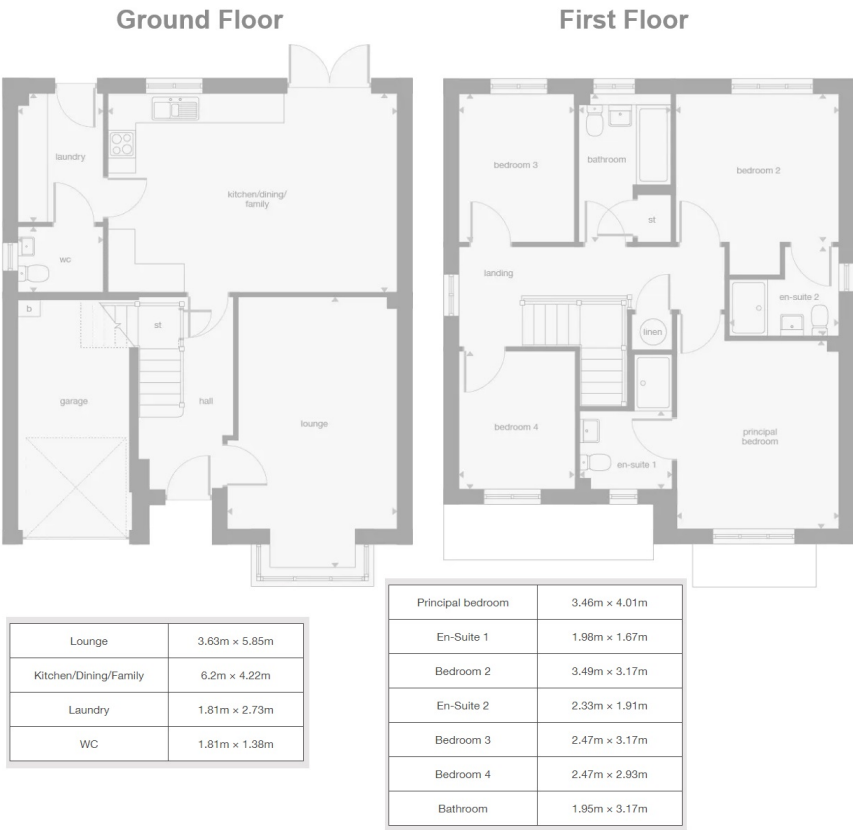 Ground Floor
First Floor
laundry
kitchen/dining/
family
wc
b
st
garage
hall
lounge
bedroom 3
bathroom
bedroom 2
st
landing
en-suite 2
linen
bedroom 4
principal
bedroom
en-suite 1
Lounge 3.63m × 5.85m
Kitchen/Dining/Family 6.2m × 4.22m
Laundry 1.81m × 2.73m
WC 1.81m × 1.38m
Principal bedroom 3.46m × 4.01m
En-Suite 1 1.98m × 1.67m
Bedroom 2 3.49m × 3.17m
En-Suite 2 2.33m × 1.91m
Bedroom 3 2.47m × 3.17m
Bedroom 4 2.47m × 2.93m
Bathroom 1.95m × 3.17m